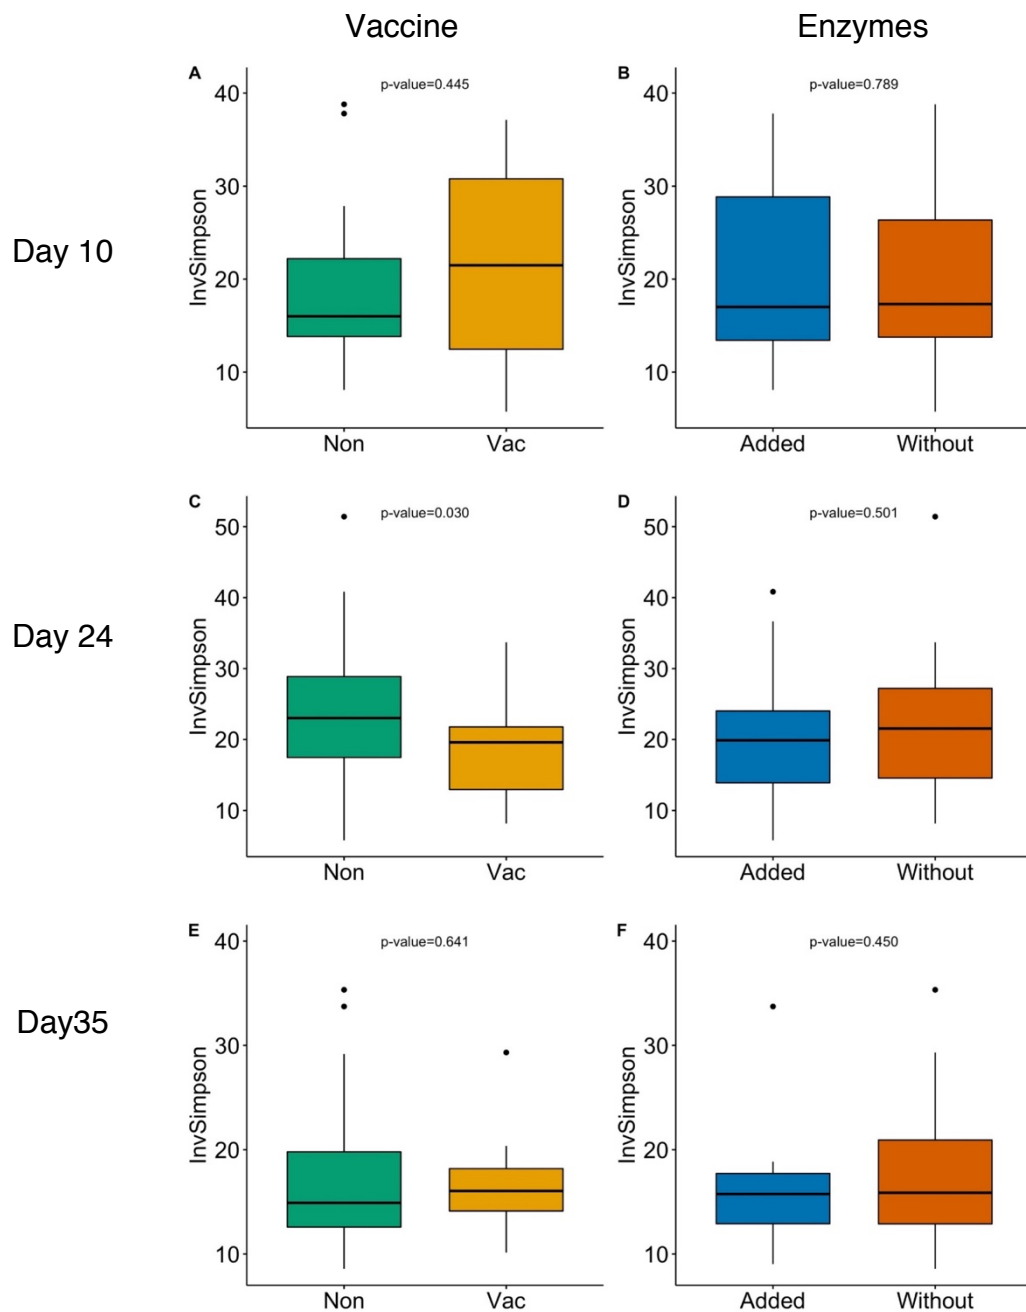 Vaccine
Enzymes
Day 10
A
p-value=0.445
InvSimpson
40
30
20
10
Non
Vac
B
p-value=0.789
InvSimpson
40
30
20
10
Added
Without
Day 24
C
p-value=0.030
InvSimpson
50
40
30
20
10
Non
Vac
D
p-value=0.501
InvSimpson
50
40
30
20
10
Added
Without
Day35
E
p-value=0.641
InvSimpson
40
30
20
10
Non
Vac
F
p-value=0.450
InvSimpson
40
30
20
10
Added
Without